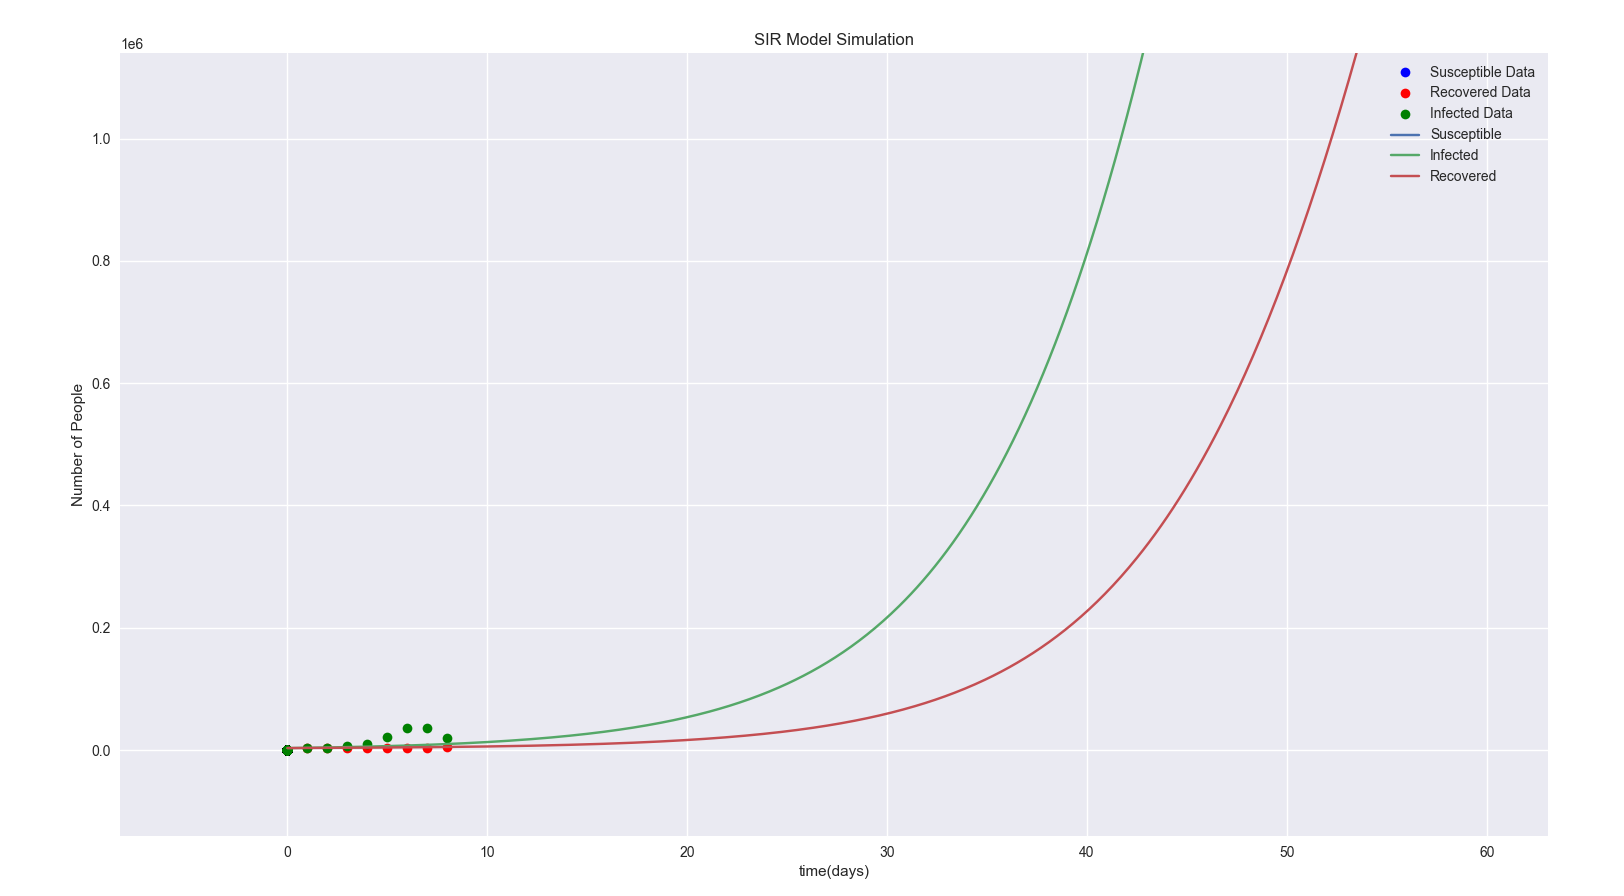 SIR Model Simulation
1e6
Susceptible Data
Recovered Data
Infected Data
Susceptible
Infected
Recovered
1.0
0.8
0.6
0.4
0.2
0.0
Number of People
0 10 20 30 40 50 60
time(days)